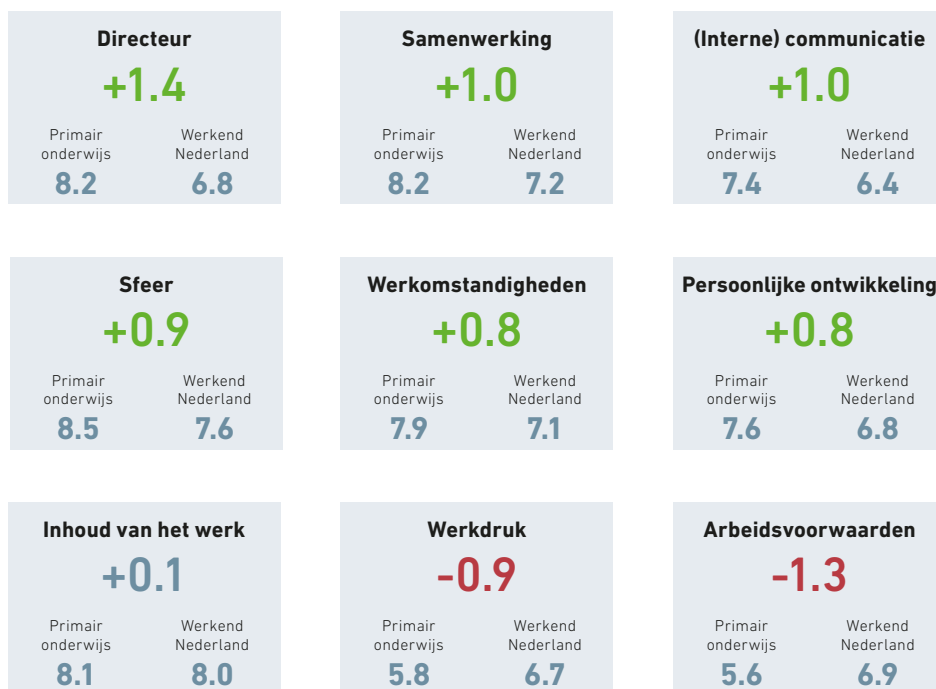 Directeur
+1.4
Primair onderwijs
Werkend Nederland
8.2
6.8
Samenwerking
+1.0
Primair onderwijs
Werkend Nederland
8.2
7.2
(Interne) communicatie
+1.0
Primair onderwijs
Werkend Nederland
7.4
6.4
Sfeer
+0.9
Primair onderwijs
Werkend Nederland
8.5
7.6
Werkomstandigheden
+0.8
Primair onderwijs
Werkend Nederland
7.9
7.1
Persoonlijke ontwikkeling
+0.8
Primair onderwijs
Werkend Nederland
7.6
6.8
Inhoud van het werk
+0.1
Primair onderwijs
Werkend Nederland
8.1
8.0
Werkdruk
-0.9
Primair onderwijs
Werkend Nederland
5.8
6.7
Arbeidsvoorwaarden
-1.3
Primair onderwijs
Werkend Nederland
5.6
6.9